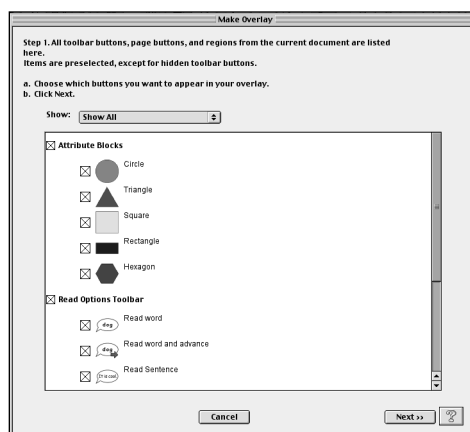 Make Overlay
Step 1. All toolbar buttons, page buttons, and regions from the current document are listed
here.
Items are preselected, except for hidden toolbar buttons.
a. Choose which buttons you want to appear in your overlay.
b. Click Next.
Show: Show All
Attribute Blocks
Circle
Triangle
Square
Rectangle
Hexagon
Read Options Toolbar
dog Read word
dog Read word and advance
It is cool. Read Sentence
Cancel Next >> ?